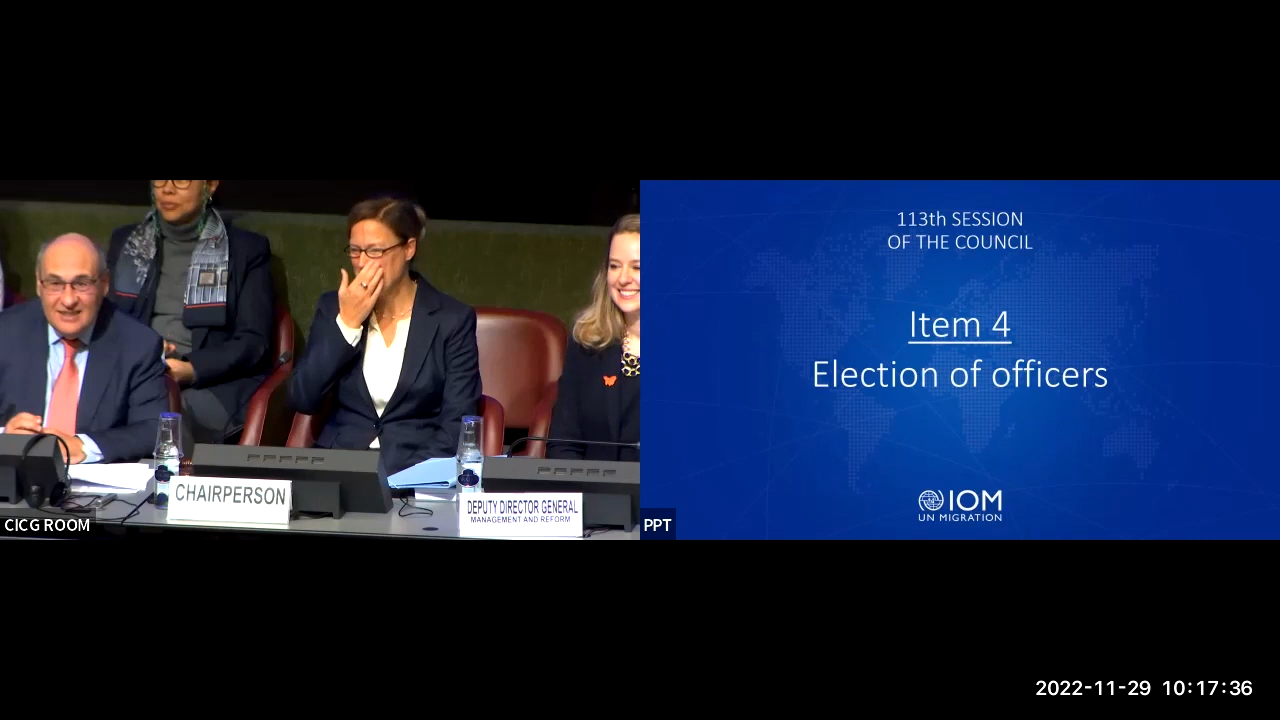 CHAIRPERSON
DEPUTY DIRECTOR GENERAL
MANAGEMENT AND REFORM
CICG ROOM
113th SESSION
OF THE COUNCIL
Item 4
Election of officers
IOM
UN MIGRATION
PPT
2022-11-29 10:17:36